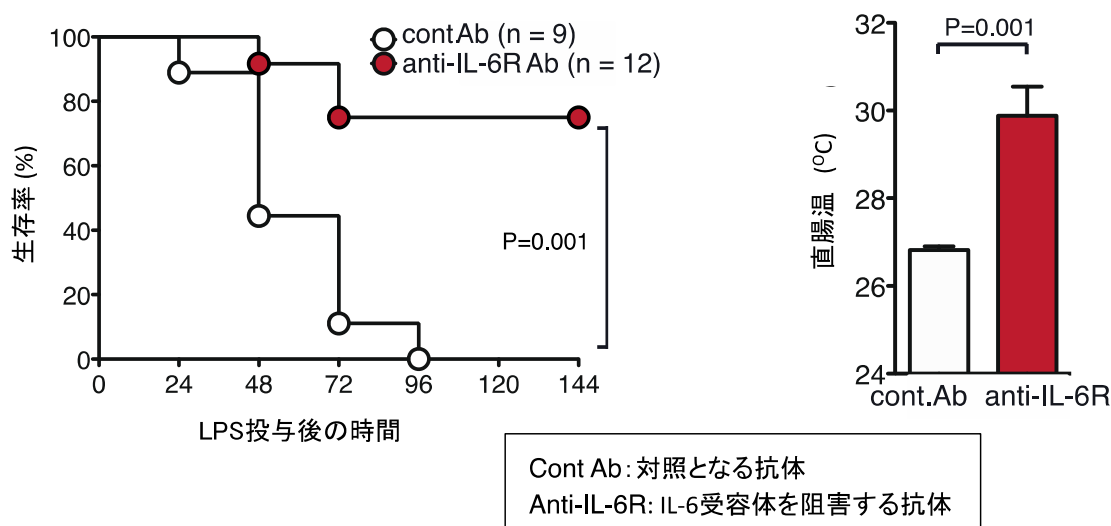 cont.Ab (n = 9)
anti-IL-6R Ab (n = 12)
生存率(%)
100
80
60
40
20
0
0 24 48 72 96 120 144
LPS投与後の時間
P=0.001
直腸温 (°C)
32
30
28
26
24
P=0.001
cont.Ab anti-IL-6R
Cont Ab: 対照となる抗体
Anti-IL-6R: IL-6受容体を阻害する抗体